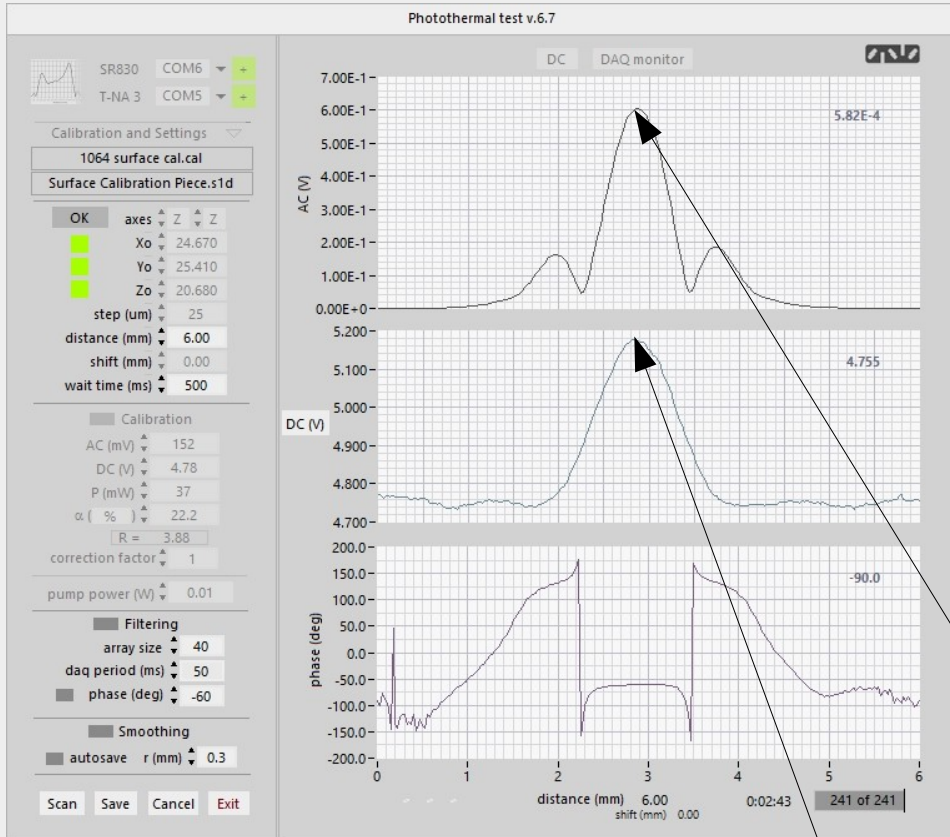 Photothermal test v.6.7
SR830 COM6 +
T-NA 3 COM5 +
Calibration and Settings
1064 surface cal.cal
Surface Calibration Piece.s1d
OK axes Z Z
Xo 24.670
Yo 25.410
Zo 20.680
step (um) 25
distance (mm) 6.00
shift (mm) 0.00
wait time (ms) 500
Calibration
AC (mV) 152
DC (V) 4.78
P (mW) 37
α ( % ) 22.2
R = 3.88
correction factor 1
pump power (W) 0.01
Filtering
array size 40
daq period (ms) 50
phase (deg) -60
Smoothing
autosave r (mm) 0.3
Scan Save Cancel Exit
DC DAQ monitor
7.00E-1
6.00E-1
5.00E-1
4.00E-1
3.00E-1
2.00E-1
1.00E-1
0.00E+0
AC (V)
5.82E-4
5.200
5.100
5.000
4.900
4.800
4.700
DC (V)
4.755
200.0
150.0
100.0
50.0
0.0
-50.0
-100.0
-150.0
-200.0
phase (deg)
-90.0
0 1 2 3 4 5 6
distance (mm) 6.00 0:02:43 241 of 241
shift (mm) 0.00